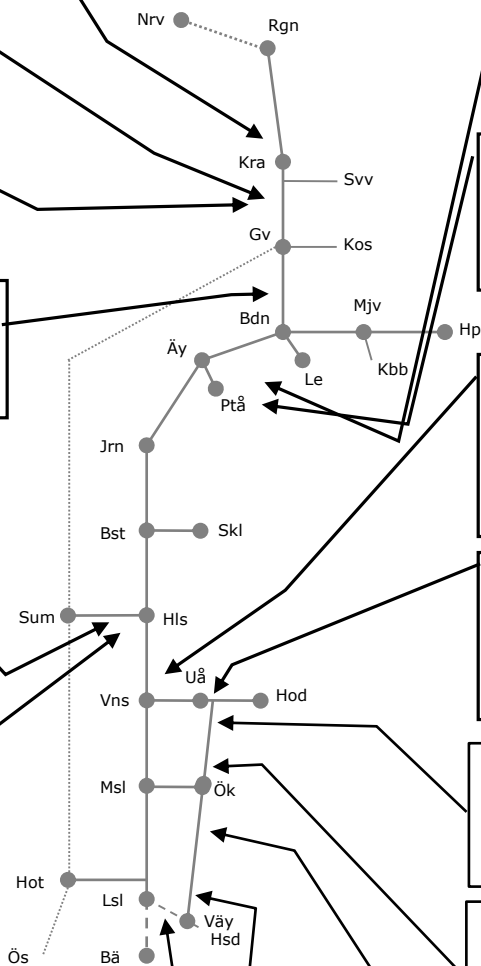 Nrv
Rgn
Kra
Svv
Gv
Kos
Bdn
Mjv
Hp
Äy
Le
Kbb
Ptå
Jrn
Bst
Skl
Sum
Hls
Uå
Vns
Hod
Msl
Ök
Hot
Lsl
Väy
Hsd
Ös
Bä